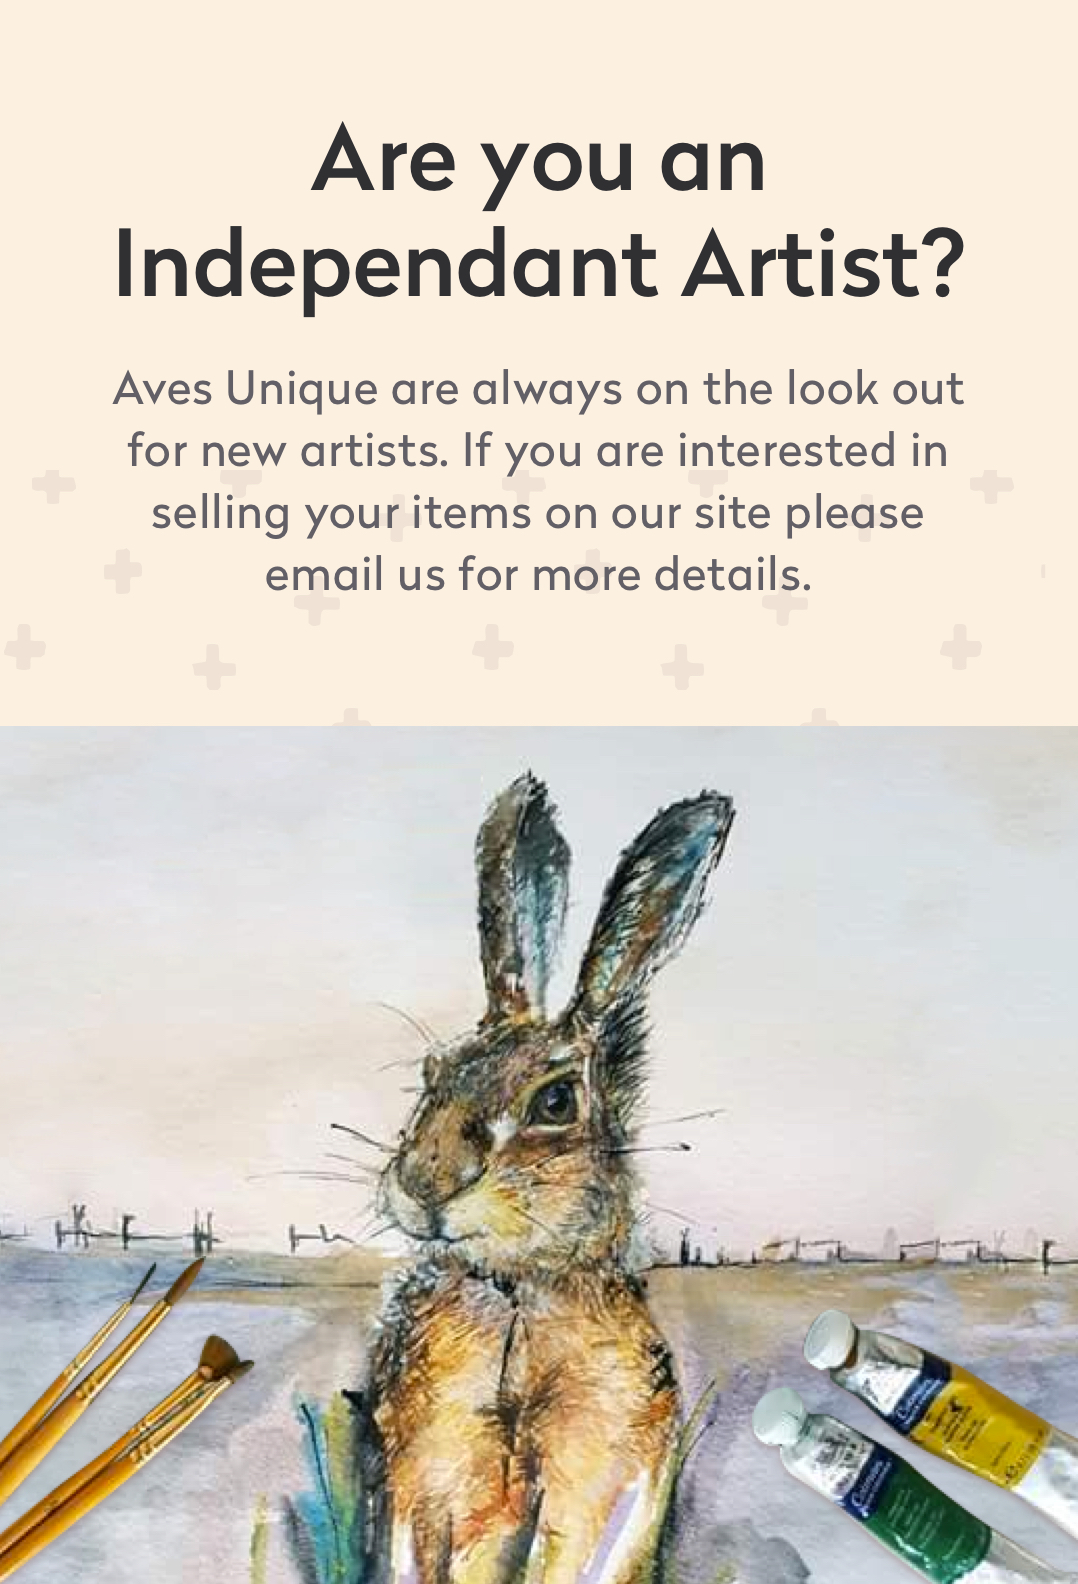 Are you an
Independant Artist?
Aves Unique are always on the look out
for new artists. If you are interested in
selling your items on our site please
email us for more details.